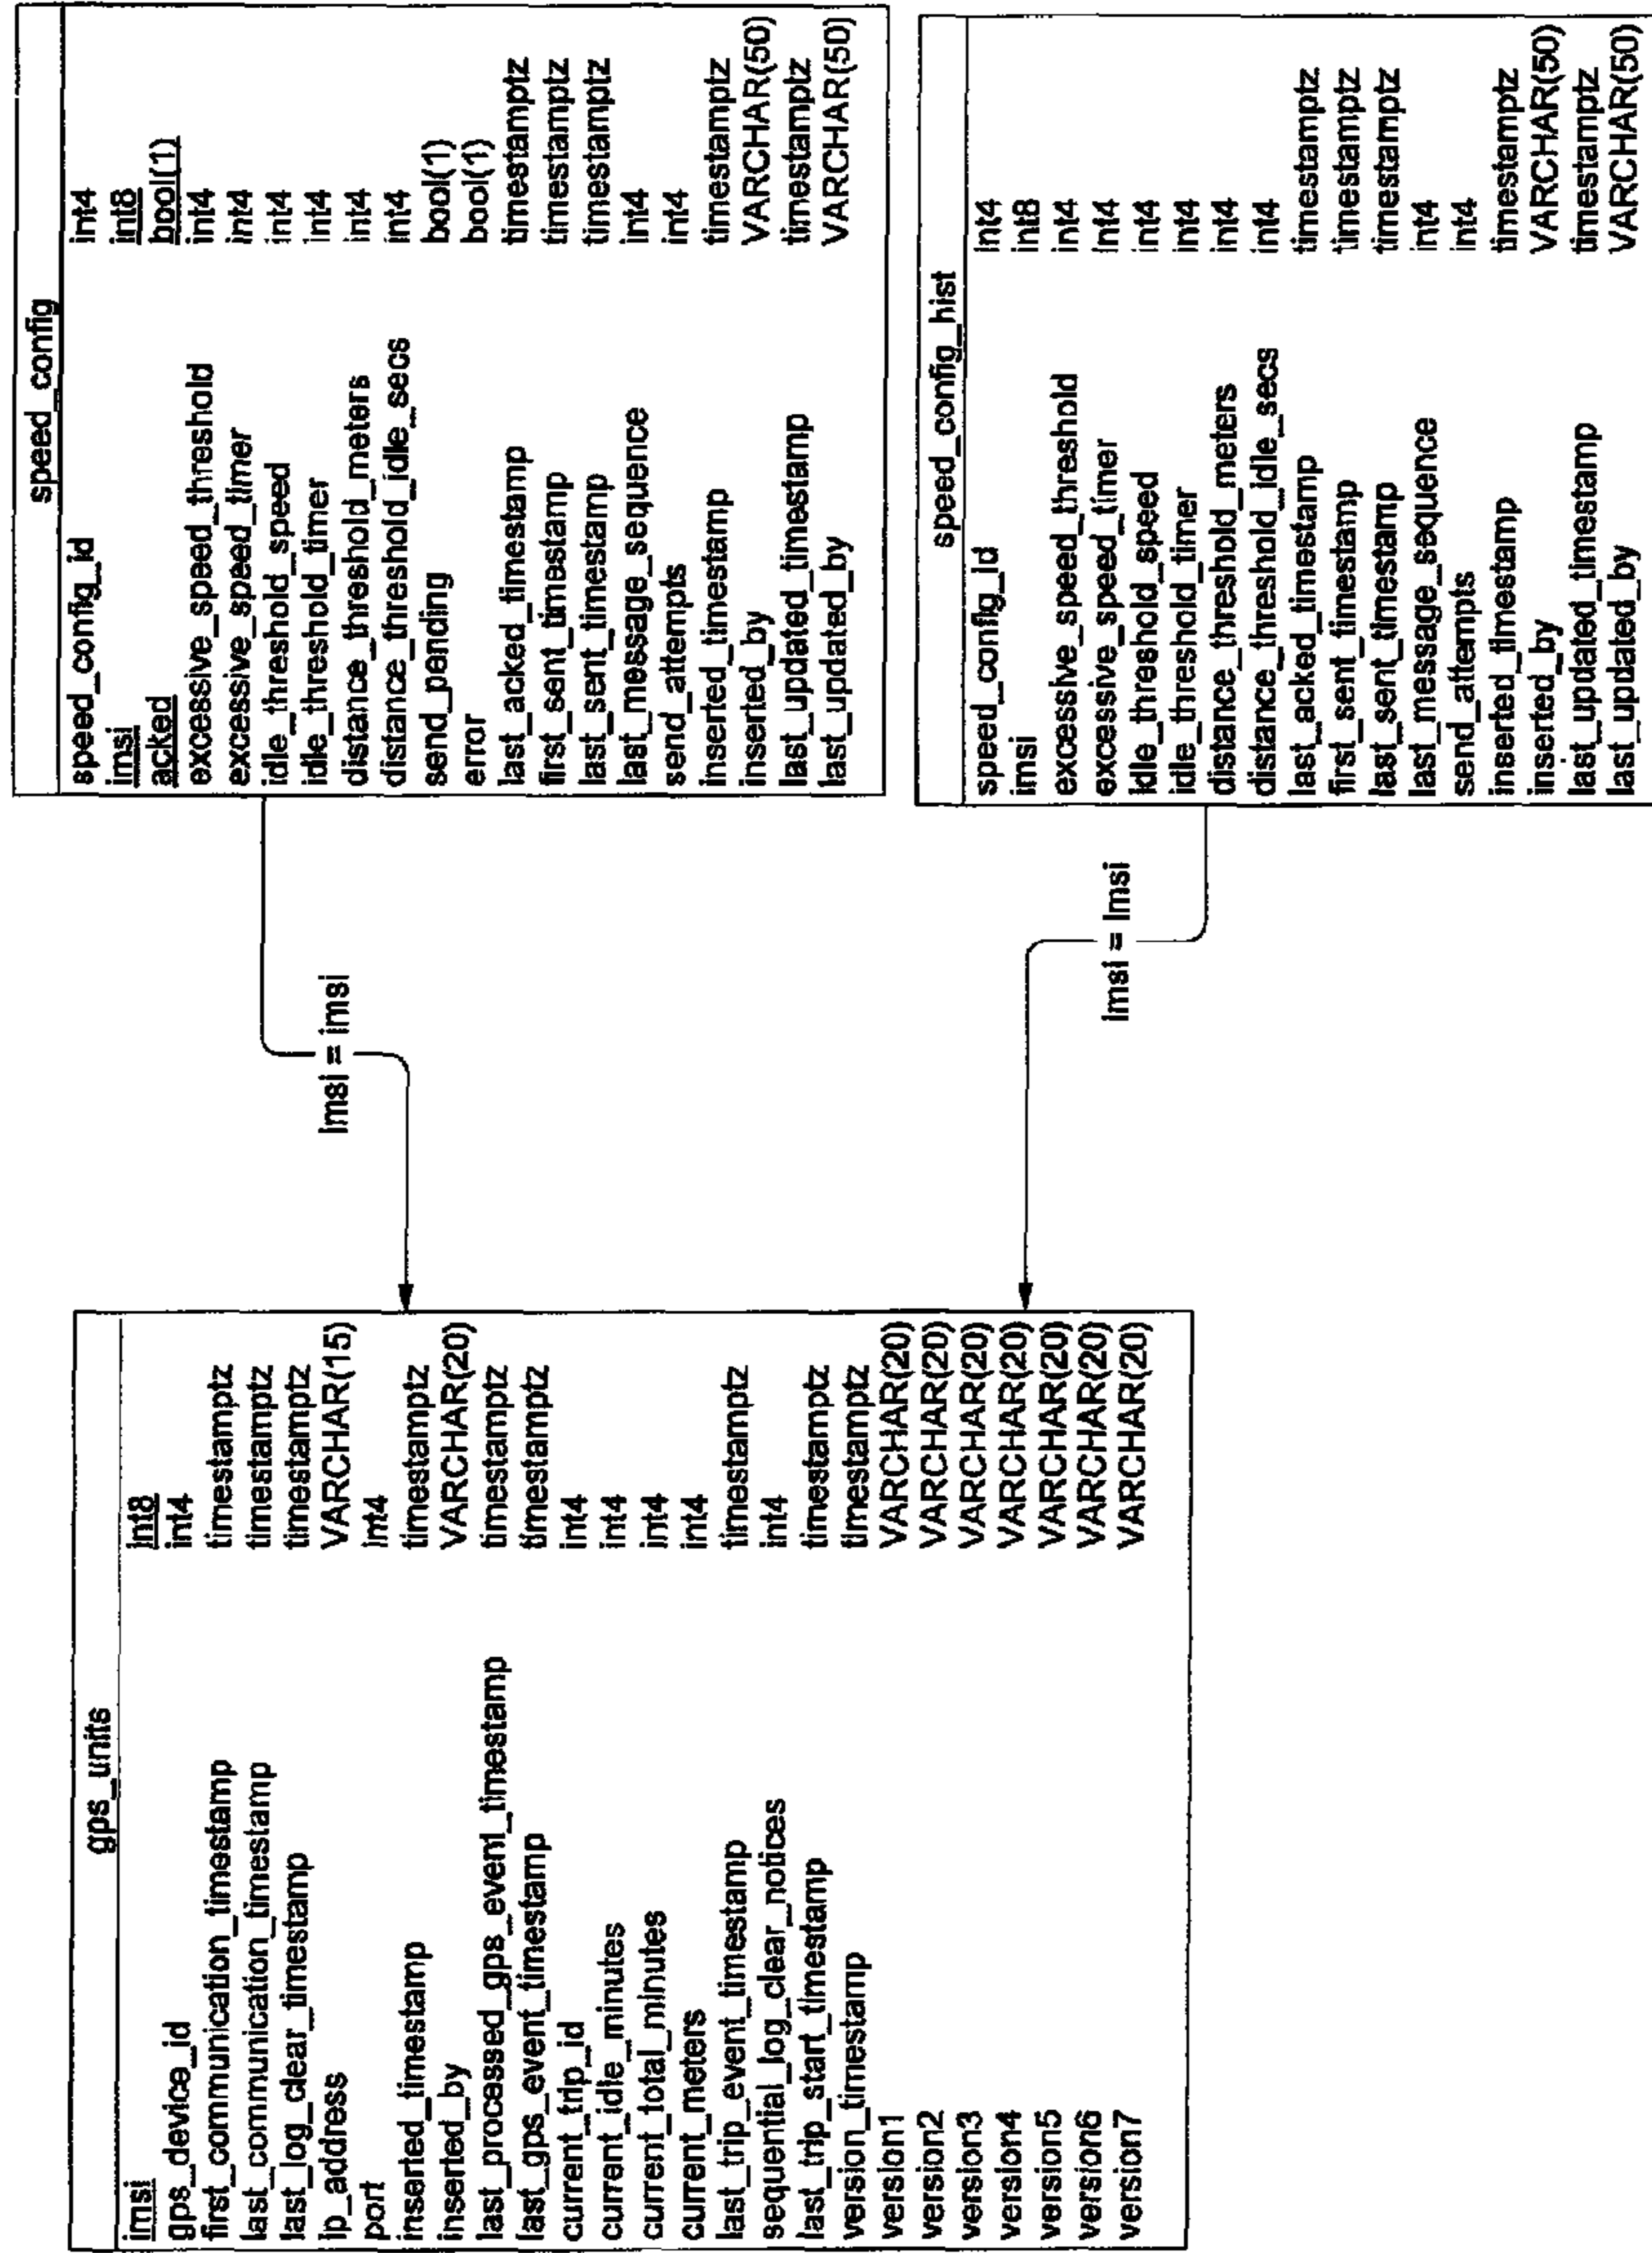 gps_units
imsi int8
gps_device_id int4
first_communication_timestamp timestamptz
last_communication_timestamp timestamptz
last_log_clear_timestamp timestamptz
ip_address VARCHAR(15)
port int4
inserted_timestamp timestamptz
inserted_by VARCHAR(20)
last_processed_gps_event_timestamp timestamptz
last_gps_event_timestamp timestamptz
current_trip_id int4
current_idle_minutes int4
current_total_minutes int4
current_meters int4
last_trip_event_timestamp timestamptz
sequential_log_clear_notices int4
last_trip_start_timestamp timestamptz
version_timestamp timestamptz
version1 VARCHAR(20)
version2 VARCHAR(20)
version3 VARCHAR(20)
version4 VARCHAR(20)
version5 VARCHAR(20)
version6 VARCHAR(20)
version7 VARCHAR(20)
imsi = imsi
imsi = imsi
speed_config
speed_config_id int4
imsi int8
acked bool(1)
excessive_speed_threshold int4
excessive_speed_timer int4
idle_threshold_speed int4
idle_threshold_timer int4
distance_threshold_meters int4
distance_threshold_idle_secs int4
send_pending bool(1)
error bool(1)
last_acked_timestamp timestamptz
first_sent_timestamp timestamptz
last_sent_timestamp timestamptz
last_message_sequence int4
send_attempts int4
inserted_timestamp timestamptz
inserted_by VARCHAR(50)
last_updated_timestamp timestamptz
last_updated_by VARCHAR(50)
speed_config_hist
speed_config_id int4
imsi int8
excessive_speed_threshold int4
excessive_speed_timer int4
idle_threshold_speed int4
idle_threshold_timer int4
distance_threshold_meters int4
distance_threshold_idle_secs int4
last_acked_timestamp timestamptz
first_sent_timestamp timestamptz
last_sent_timestamp timestamptz
last_message_sequence int4
send_attempts int4
inserted_timestamp timestamptz
inserted_by VARCHAR(50)
last_updated_timestamp timestamptz
last_updated_by VARCHAR(50)